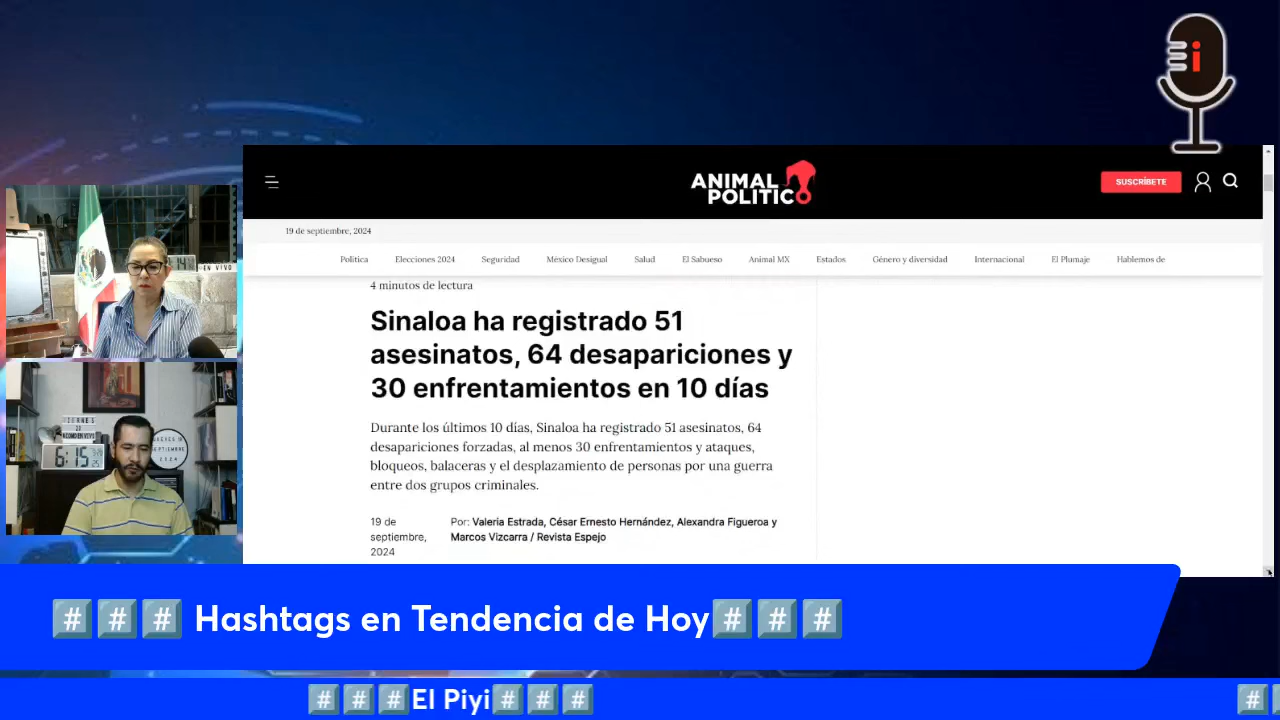 i
ANIMAL
POLITICO
SUSCRÍBETE
19 de septiembre, 2024
Política Elecciones 2024 Seguridad México Desigual Salud El Sabueso Animal MX Estados Género y diversidad Internacional El Plumaje Hablemos de
4 minutos de lectura
Sinaloa ha registrado 51
asesinatos, 64 desapariciones y
30 enfrentamientos en 10 días
Durante los últimos 10 días, Sinaloa ha registrado 51 asesinatos, 64
desapariciones forzadas, al menos 30 enfrentamientos y ataques,
bloqueos, balaceras y el desplazamiento de personas por una guerra
entre dos grupos criminales.
19 de
septiembre,
2024
Por: Valeria Estrada, César Ernesto Hernández, Alexandra Figueroa y
Marcos Vizcarra / Revista Espejo
EN VIVO
6:15
SEPTIEMBRE
2024
### Hashtags en Tendencia de Hoy###
###El Piyi###
#